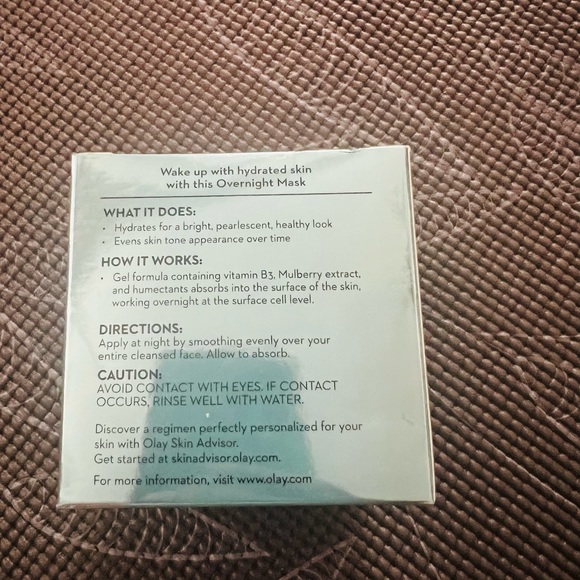 Wake up with hydrated skin
with this Overnight Mask
WHAT IT DOES:
• Hydrates for a bright, pearlescent, healthy look
• Evens skin tone appearance over time
HOW IT WORKS:
• Gel formula containing vitamin B3, Mulberry extract,
and humectants absorbs into the surface of the skin,
working overnight at the surface cell level.
DIRECTIONS:
Apply at night by smoothing evenly over your
entire cleansed face. Allow to absorb.
CAUTION:
AVOID CONTACT WITH EYES. IF CONTACT
OCCURS, RINSE WELL WITH WATER.
Discover a regimen perfectly personalized for your
skin with Olay Skin Advisor.
Get started at skinadvisor.olay.com.
For more information, visit www.olay.com